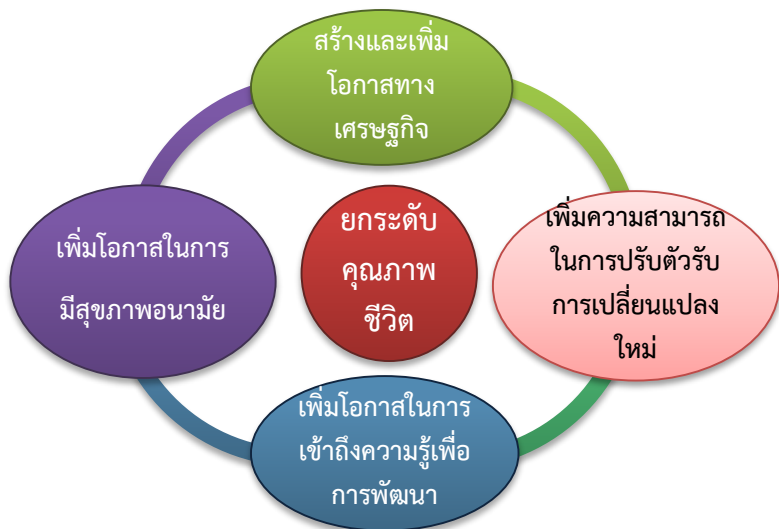 สร้างและเพิ่ม
โอกาสทาง
เศรษฐกิจ
เพิ่มความสามารถ
ในการปรับตัวรับ
การเปลี่ยนแปลง
ใหม่
เพิ่มโอกาสในการ
เข้าถึงความรู้เพื่อ
การพัฒนา
เพิ่มโอกาสในการ
มีสุขภาพอนามัย
ยกระดับ
คุณภาพ
ชีวิต